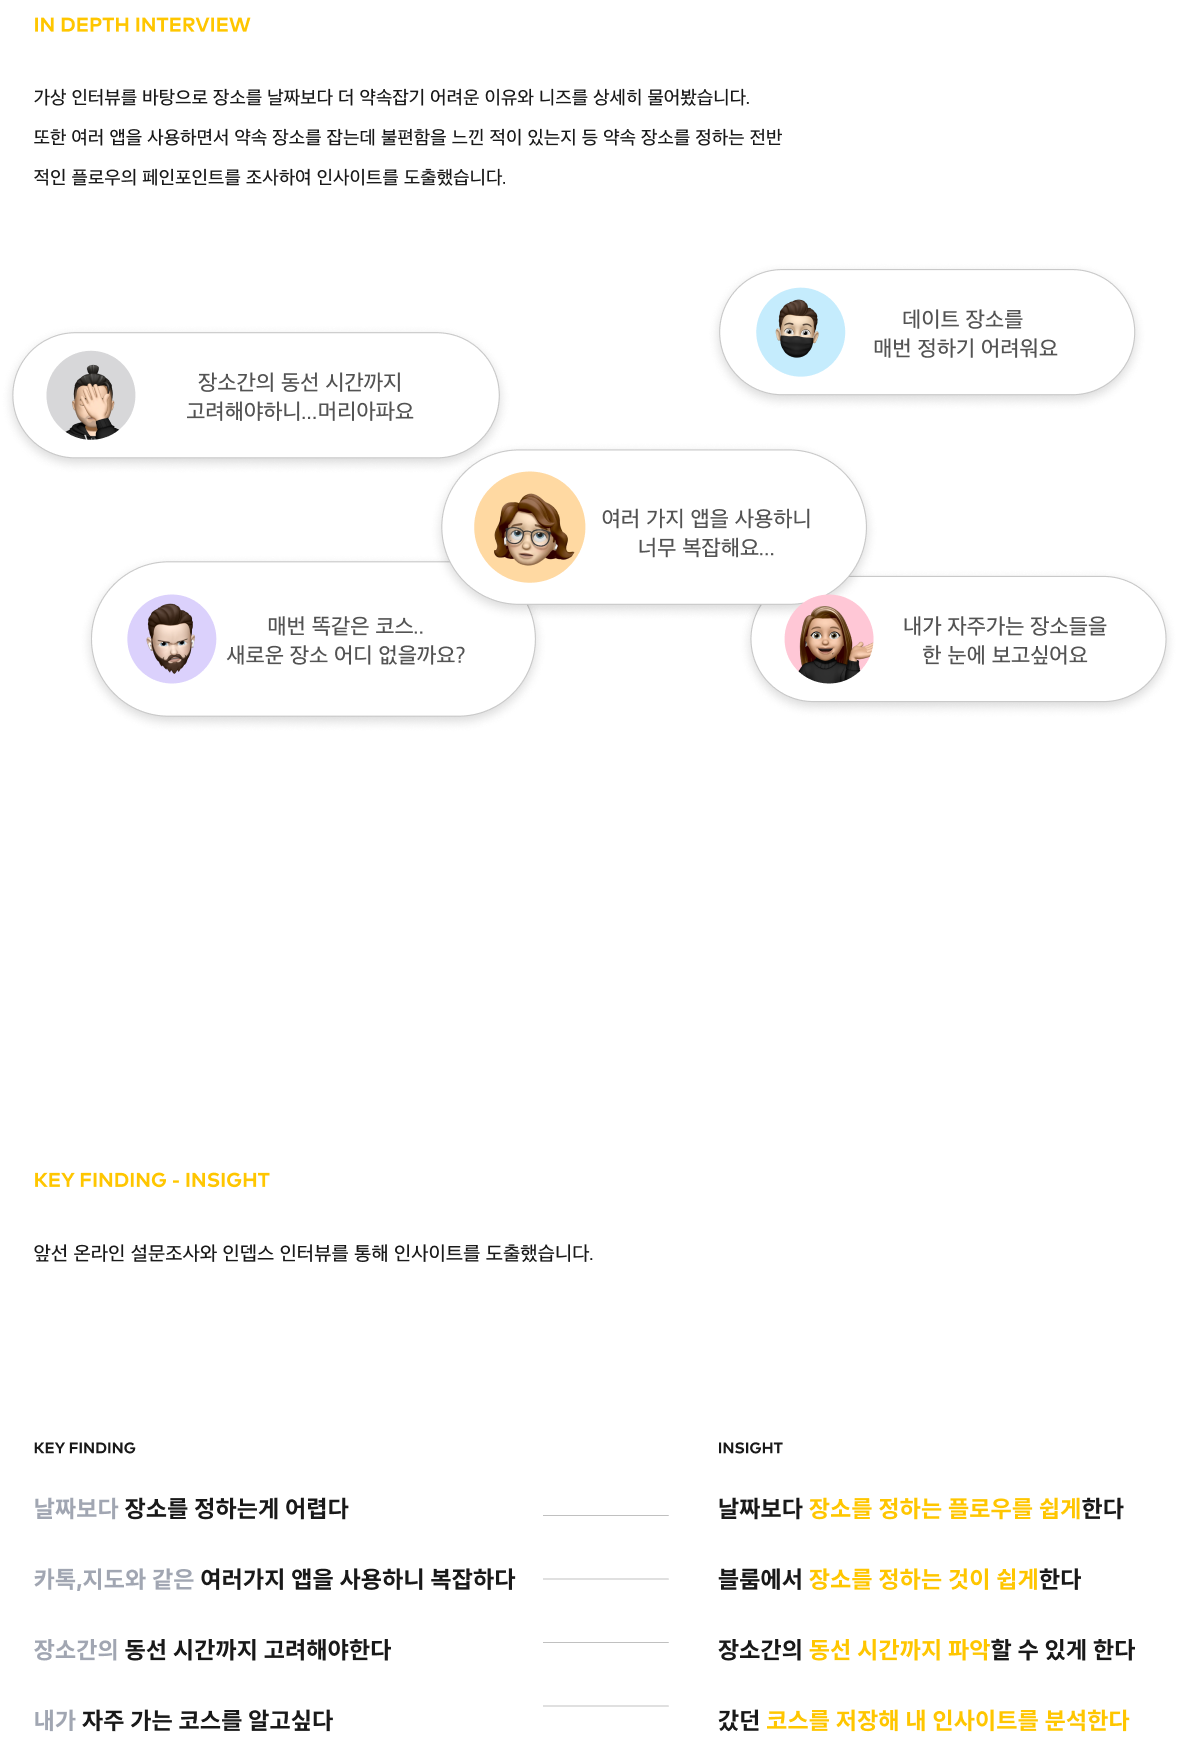 IN DEPTH INTERVIEW
가상 인터뷰를 바탕으로 장소를 날짜보다 더 약속잡기 어려운 이유와 니즈를 상세히 물어봤습니다.
또한 여러 앱을 사용하면서 약속 장소를 잡는데 불편함을 느낀 적이 있는지 등 약속 장소를 정하는 전반
적인 플로우의 페인포인트를 조사하여 인사이트를 도출했습니다.
데이트 장소를
매번 정하기 어려워요
장소간의 동선 시간까지
고려해야하니...머리아파요
여러 가지 앱을 사용하니
너무 복잡해요...
매번 똑같은 코스..
새로운 장소 어디 없을까요?
내가 자주가는 장소들을
한 눈에 보고싶어요
KEY FINDING - INSIGHT
앞선 온라인 설문조사와 인뎁스 인터뷰를 통해 인사이트를 도출했습니다.
KEY FINDING
날짜보다 장소를 정하는게 어렵다
카톡,지도와 같은 여러가지 앱을 사용하니 복잡하다
장소간의 동선 시간까지 고려해야한다
내가 자주 가는 코스를 알고싶다
INSIGHT
날짜보다 장소를 정하는 플로우를 쉽게한다
블룸에서 장소를 정하는 것이 쉽게한다
장소간의 동선 시간까지 파악할 수 있게 한다
갔던 코스를 저장해 내 인사이트를 분석한다